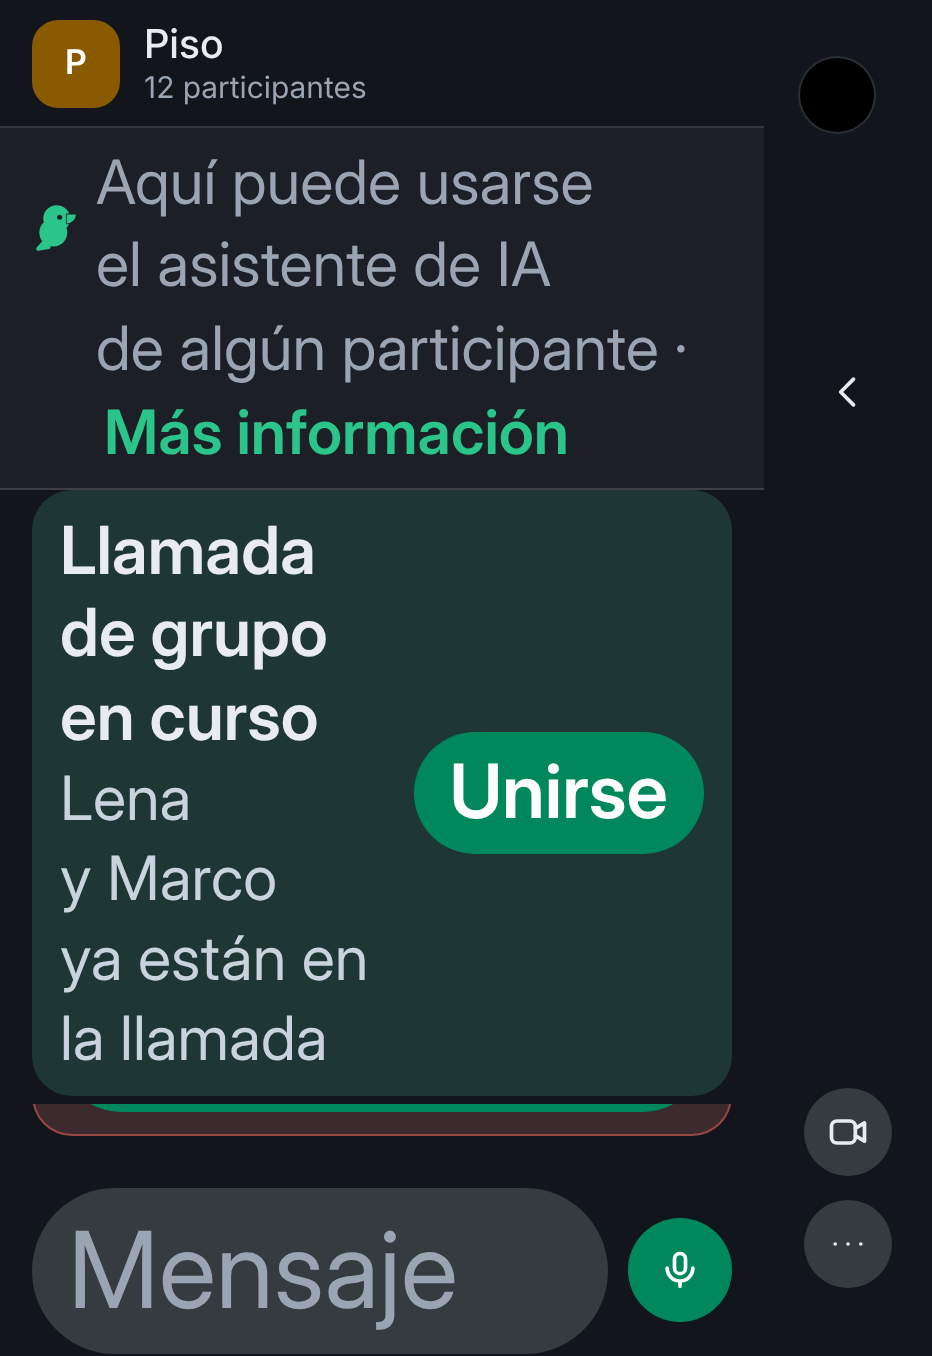 P
Piso
12 participantes
Aquí puede usarse
el asistente de IA
de algún participante ·
Más información
Llamada
de grupo
en curso
Lena
y Marco
ya están en
la llamada
Unirse
Mensaje